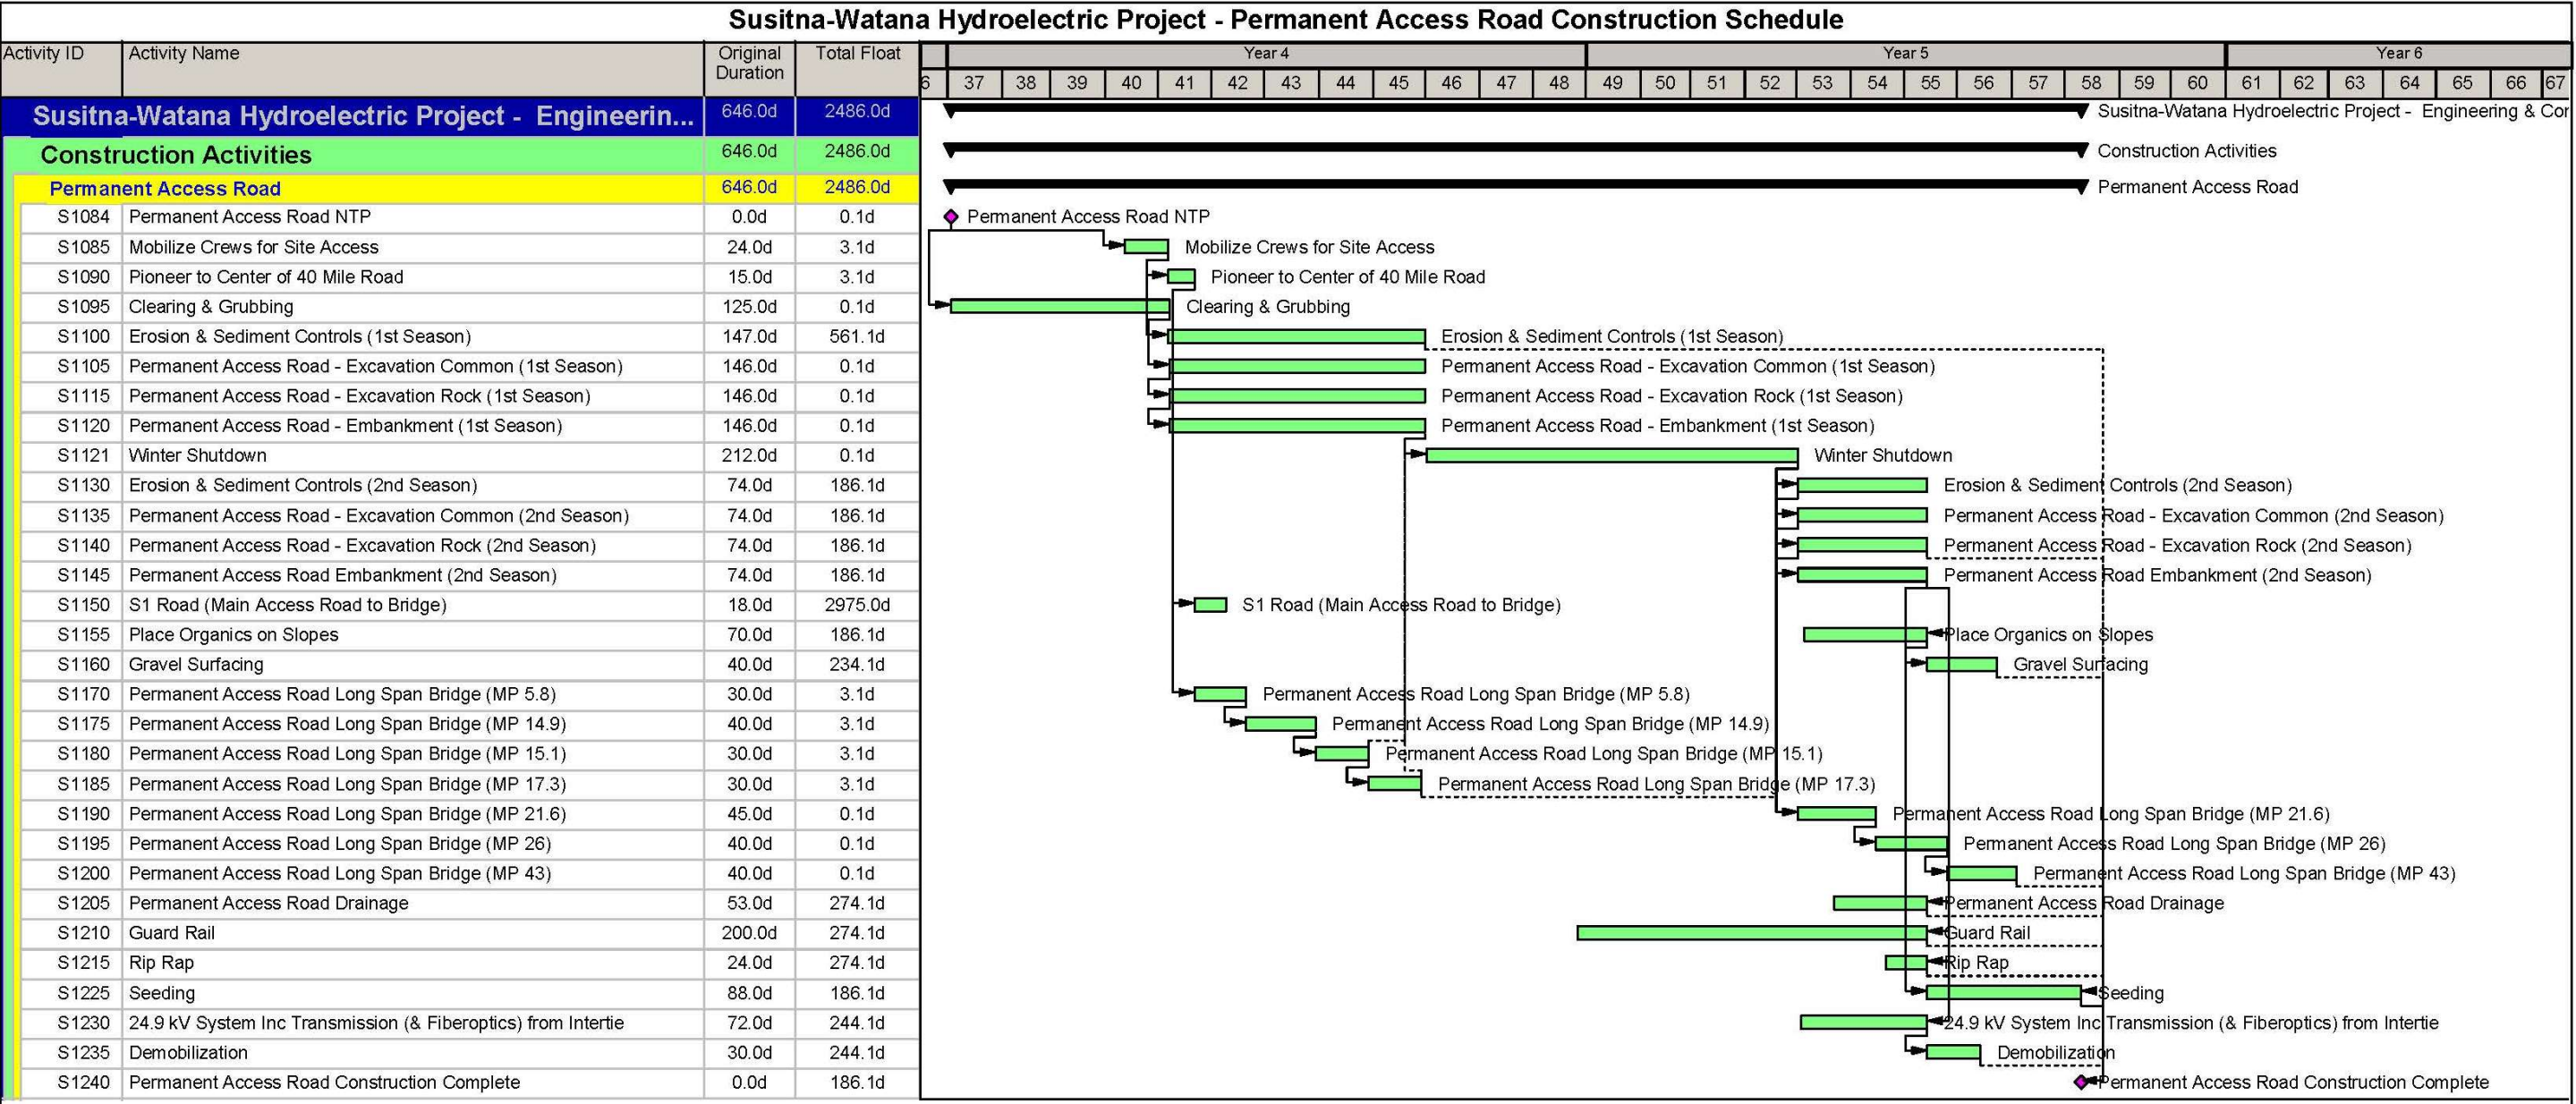 Susitna-Watana Hydroelectric Project - Permanent Access Road Construction Schedule
Activity ID Activity Name Original Duration Total Float Year 4 Year 5 Year 6
6 37 38 39 40 41 42 43 44 45 46 47 48 49 50 51 52 53 54 55 56 57 58 59 60 61 62 63 64 65 66 67
Susitna-Watana Hydroelectric Project - Engineerin... 646.0d 2486.0d Susitna-Watana Hydroelectric Project - Engineering & Cor
Construction Activities 646.0d 2486.0d Construction Activities
Permanent Access Road 646.0d 2486.0d Permanent Access Road
S1084 Permanent Access Road NTP 0.0d 0.1d Permanent Access Road NTP
S1085 Mobilize Crews for Site Access 24.0d 3.1d Mobilize Crews for Site Access
S1090 Pioneer to Center of 40 Mile Road 15.0d 3.1d Pioneer to Center of 40 Mile Road
S1095 Clearing & Grubbing 125.0d 0.1d Clearing & Grubbing
S1100 Erosion & Sediment Controls (1st Season) 147.0d 561.1d Erosion & Sediment Controls (1st Season)
S1105 Permanent Access Road - Excavation Common (1st Season) 146.0d 0.1d Permanent Access Road - Excavation Common (1st Season)
S1115 Permanent Access Road - Excavation Rock (1st Season) 146.0d 0.1d Permanent Access Road - Excavation Rock (1st Season)
S1120 Permanent Access Road - Embankment (1st Season) 146.0d 0.1d Permanent Access Road - Embankment (1st Season)
S1121 Winter Shutdown 212.0d 0.1d Winter Shutdown
S1130 Erosion & Sediment Controls (2nd Season) 74.0d 186.1d Erosion & Sediment Controls (2nd Season)
S1135 Permanent Access Road - Excavation Common (2nd Season) 74.0d 186.1d Permanent Access Road - Excavation Common (2nd Season)
S1140 Permanent Access Road - Excavation Rock (2nd Season) 74.0d 186.1d Permanent Access Road - Excavation Rock (2nd Season)
S1145 Permanent Access Road Embankment (2nd Season) 74.0d 186.1d Permanent Access Road Embankment (2nd Season)
S1150 S1 Road (Main Access Road to Bridge) 18.0d 2975.0d S1 Road (Main Access Road to Bridge)
S1155 Place Organics on Slopes 70.0d 186.1d Place Organics on Slopes
S1160 Gravel Surfacing 40.0d 234.1d Gravel Surfacing
S1170 Permanent Access Road Long Span Bridge (MP 5.8) 30.0d 3.1d Permanent Access Road Long Span Bridge (MP 5.8)
S1175 Permanent Access Road Long Span Bridge (MP 14.9) 40.0d 3.1d Permanent Access Road Long Span Bridge (MP 14.9)
S1180 Permanent Access Road Long Span Bridge (MP 15.1) 30.0d 3.1d Permanent Access Road Long Span Bridge (MP 15.1)
S1185 Permanent Access Road Long Span Bridge (MP 17.3) 30.0d 3.1d Permanent Access Road Long Span Bridge (MP 17.3)
S1190 Permanent Access Road Long Span Bridge (MP 21.6) 45.0d 0.1d Permanent Access Road Long Span Bridge (MP 21.6)
S1195 Permanent Access Road Long Span Bridge (MP 26) 40.0d 0.1d Permanent Access Road Long Span Bridge (MP 26)
S1200 Permanent Access Road Long Span Bridge (MP 43) 40.0d 0.1d Permanent Access Road Long Span Bridge (MP 43)
S1205 Permanent Access Road Drainage 53.0d 274.1d Permanent Access Road Drainage
S1210 Guard Rail 200.0d 274.1d Guard Rail
S1215 Rip Rap 24.0d 274.1d Rip Rap
S1225 Seeding 88.0d 186.1d Seeding
S1230 24.9 kV System Inc Transmission (& Fiberoptics) from Intertie 72.0d 244.1d 24.9 kV System Inc Transmission (& Fiberoptics) from Intertie
S1235 Demobilization 30.0d 244.1d Demobilization
S1240 Permanent Access Road Construction Complete 0.0d 186.1d Permanent Access Road Construction Complete